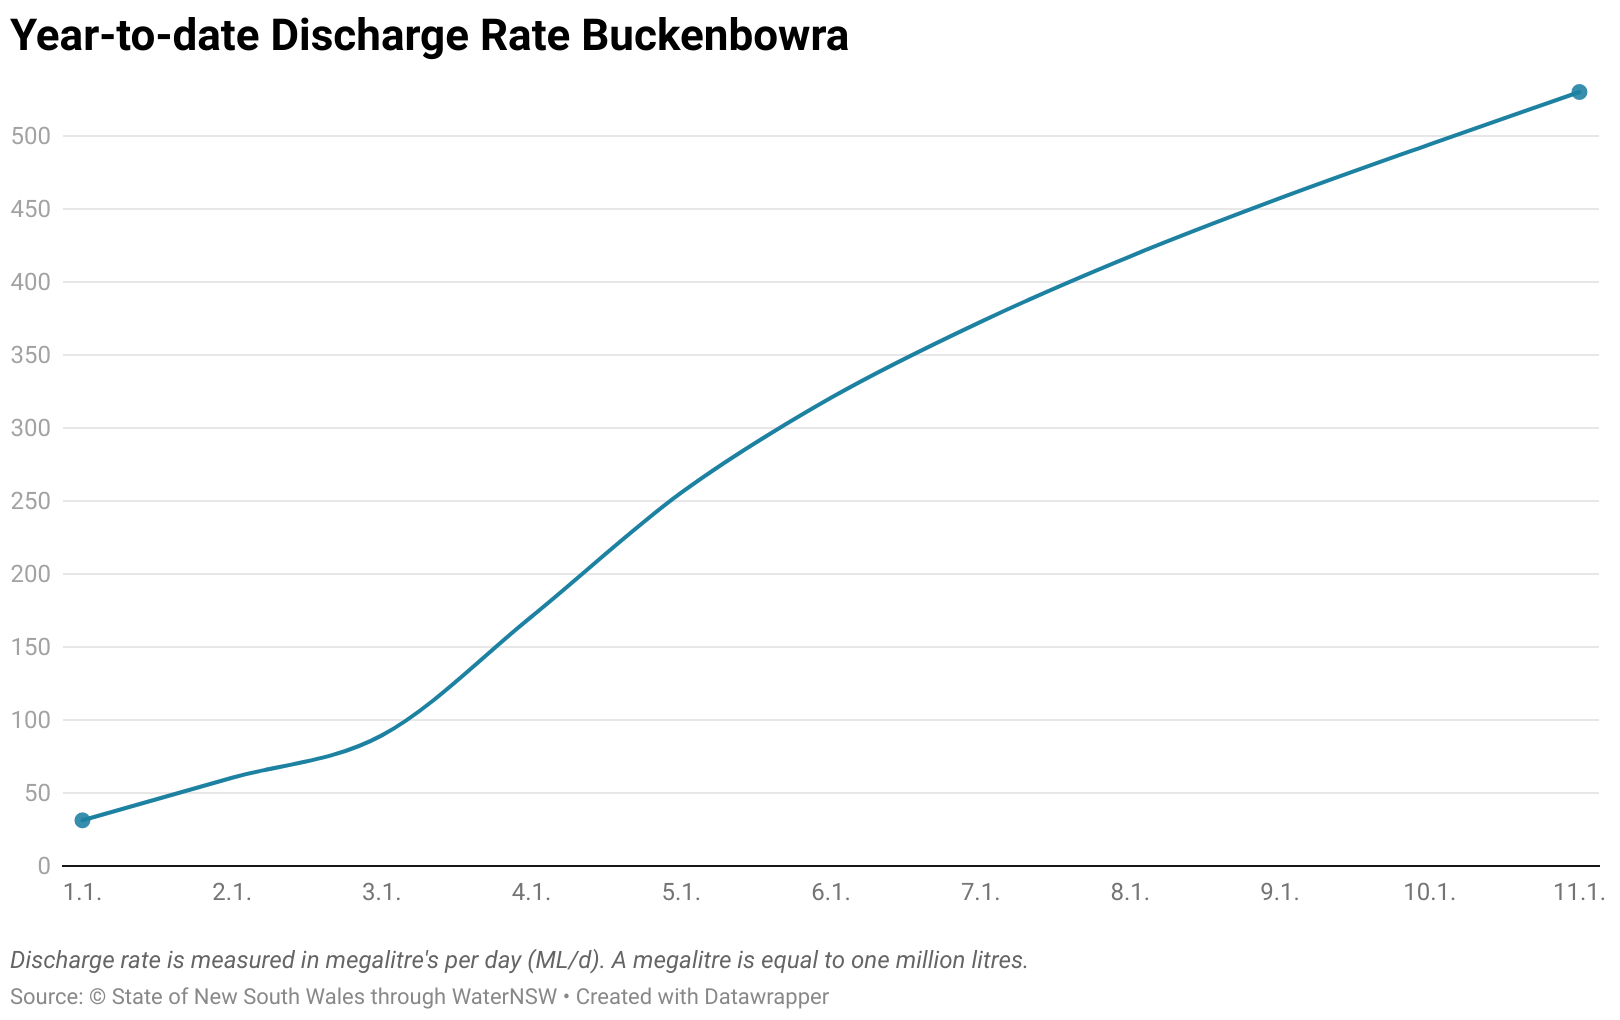 Year-to-date Discharge Rate Buckenbowra
500
450
400
350
300
250
200
150
100
50
0
1.1. 2.1. 3.1. 4.1. 5.1. 6.1. 7.1. 8.1. 9.1. 10.1. 11.1.
Discharge rate is measured in megalitre's per day (ML/d). A megalitre is equal to one million litres.
Source: © State of New South Wales through WaterNSW • Created with Datawrapper